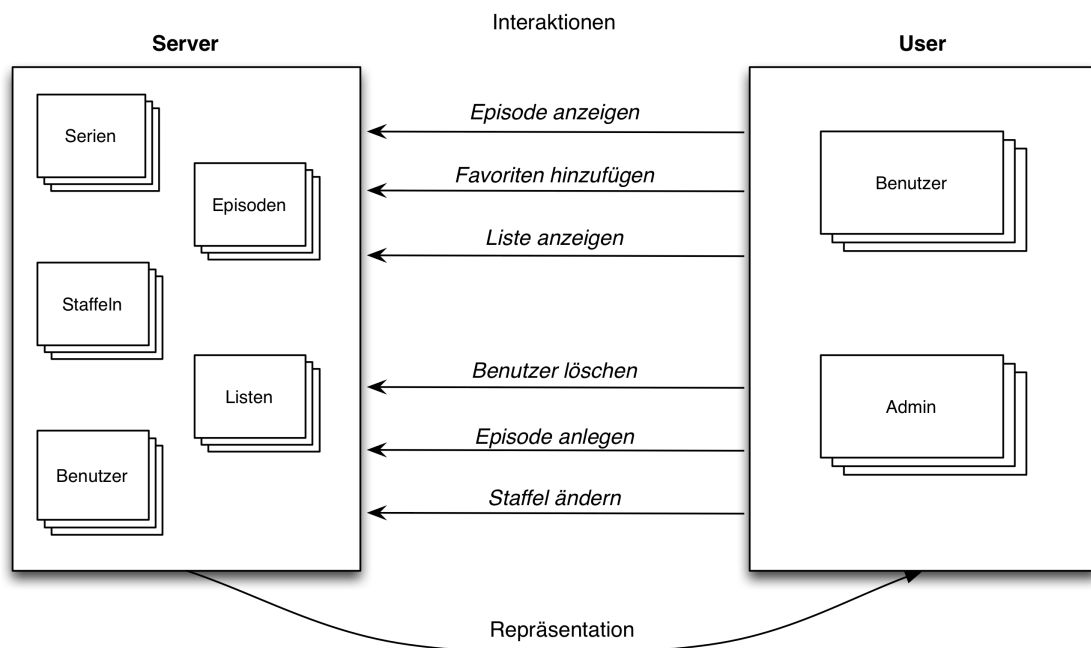 Interaktionen
Server
User
Serien
Episoden
Staffeln
Listen
Benutzer
Episode anzeigen
Favoriten hinzufügen
Liste anzeigen
Benutzer löschen
Episode anlegen
Staffel ändern
Benutzer
Admin
Repräsentation